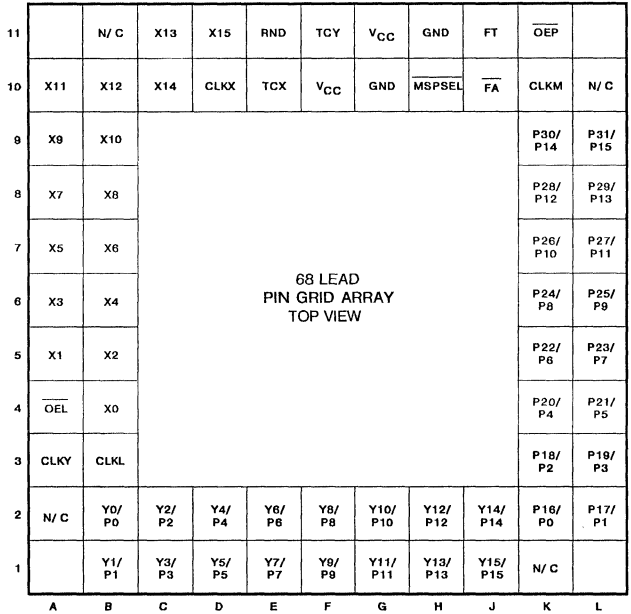 11 N/C X13 X15 RND TCY VCC GND FT OEP
10 X11 X12 X14 CLKX TCX VCC GND MSPSEL FA CLKM N/C
9 X9 X10 P30/P14 P31/P15
8 X7 X8 P28/P12 P29/P13
7 X5 X6 P26/P10 P27/P11
68 LEAD
PIN GRID ARRAY
TOP VIEW
6 X3 X4 P24/P8 P25/P9
5 X1 X2 P22/P6 P23/P7
4 OEL X0 P20/P4 P21/P5
3 CLKY CLKL P18/P2 P19/P3
2 N/C Y0/P0 Y2/P2 Y4/P4 Y6/P6 Y8/P8 Y10/P10 Y12/P12 Y14/P14 P16/P0 P17/P1
1 Y1/P1 Y3/P3 Y5/P5 Y7/P7 Y9/P9 Y11/P11 Y13/P13 Y15/P15 N/C
A B C D E F G H J K L